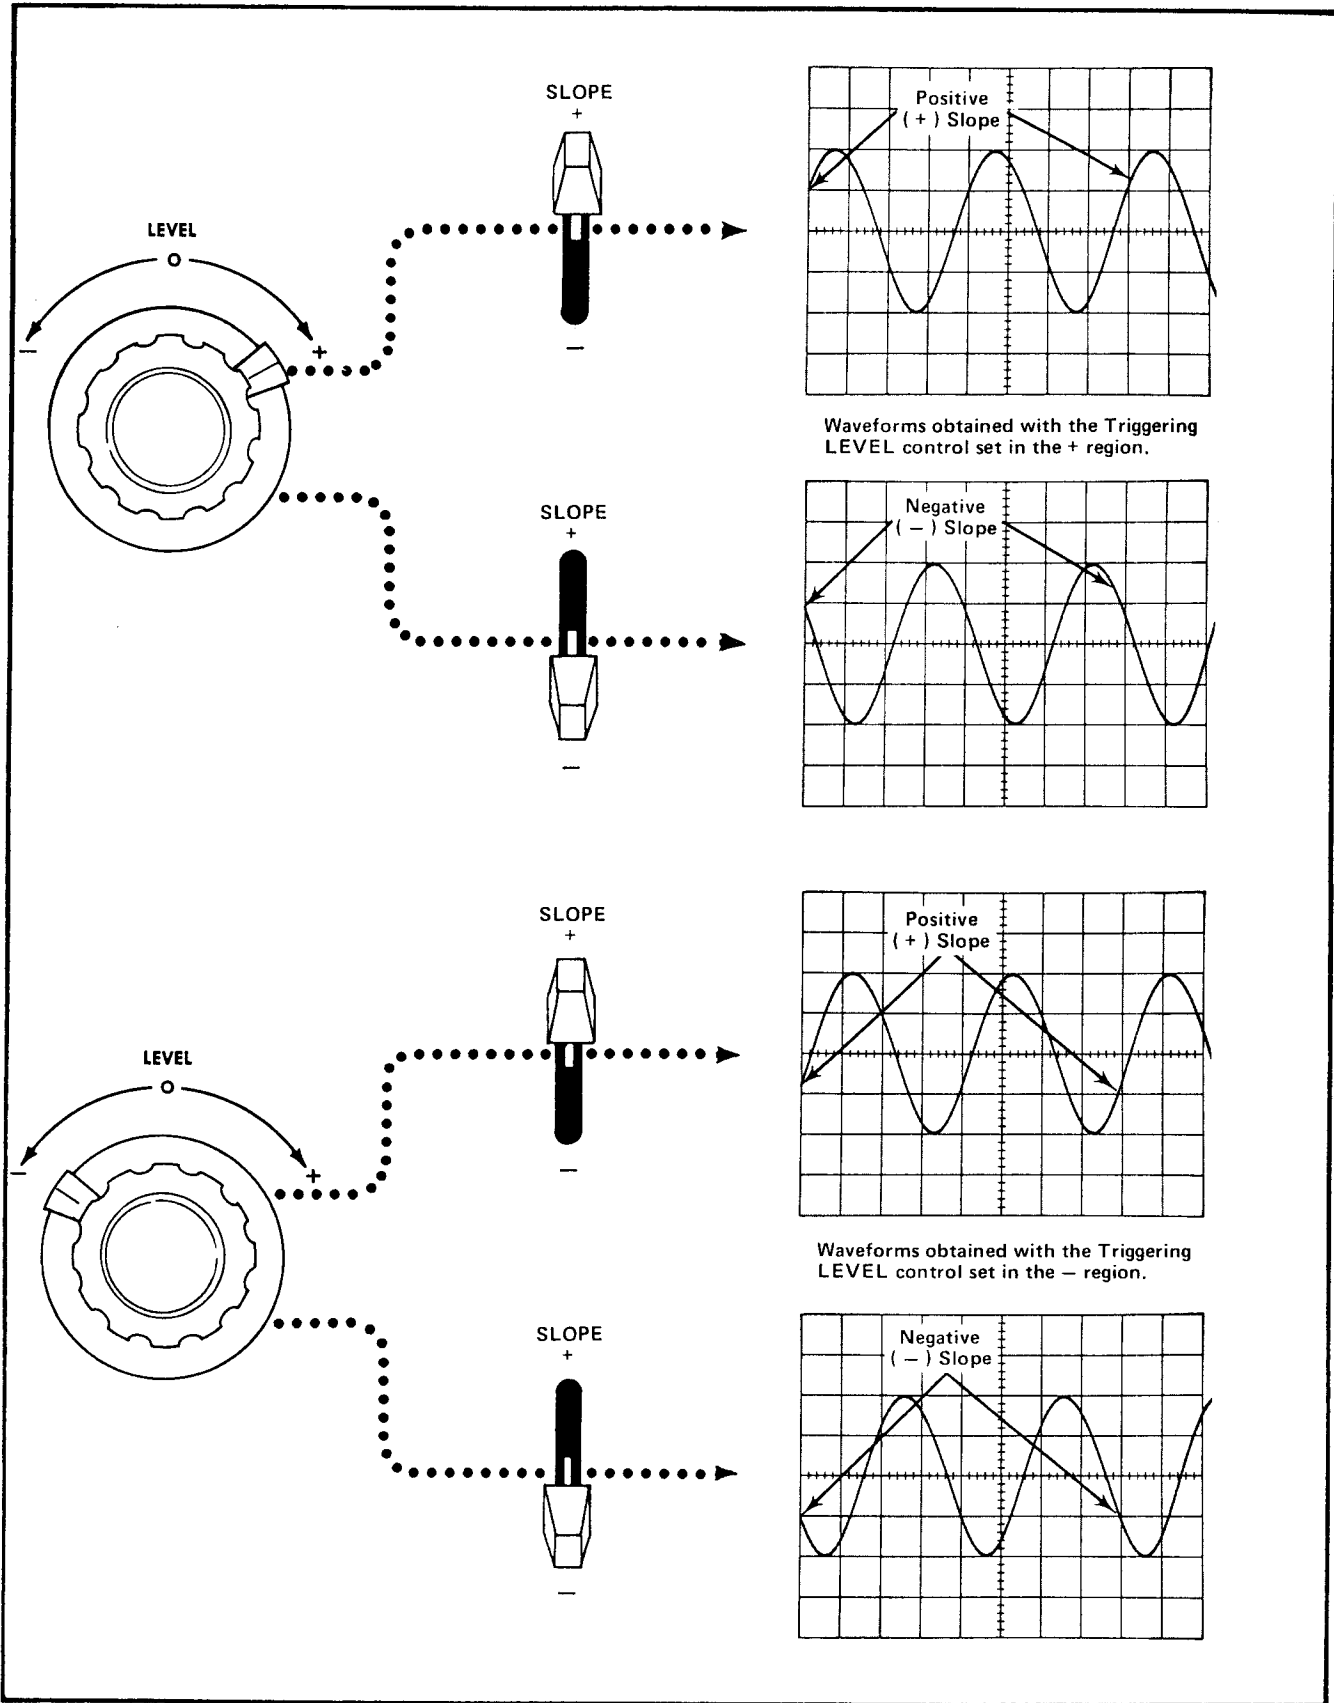 SLOPE
+
–
LEVEL
O
–
+
Positive
( + ) Slope
Waveforms obtained with the Triggering
LEVEL control set in the + region.
SLOPE
+
–
Negative
( – ) Slope
SLOPE
+
–
LEVEL
O
–
+
Positive
( + ) Slope
Waveforms obtained with the Triggering
LEVEL control set in the – region.
SLOPE
+
–
Negative
( – ) Slope